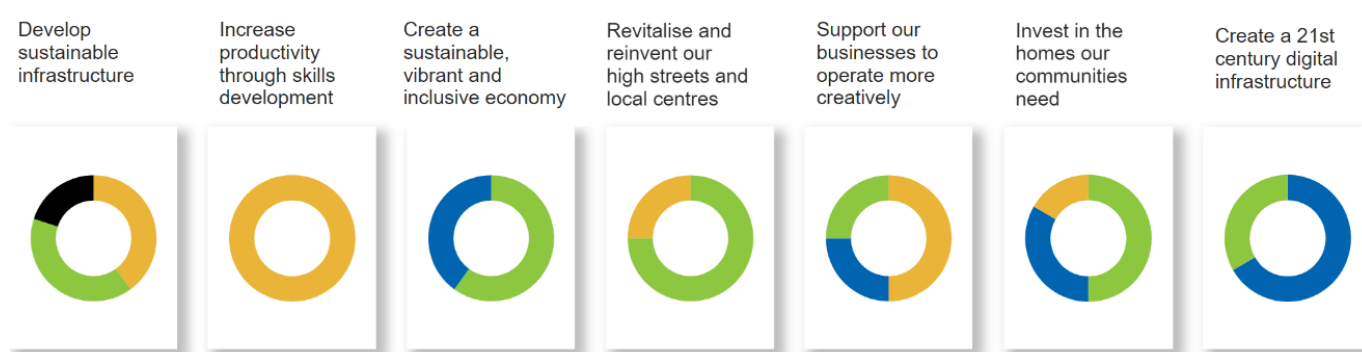 Develop
sustainable
infrastructure
Increase
productivity
through skills
development
Create a
sustainable,
vibrant and
inclusive economy
Revitalise and
reinvent our
high streets and
local centres
Support our
businesses to
operate more
creatively
Invest in the
homes our
communities
need
Create a 21st
century digital
infrastructure